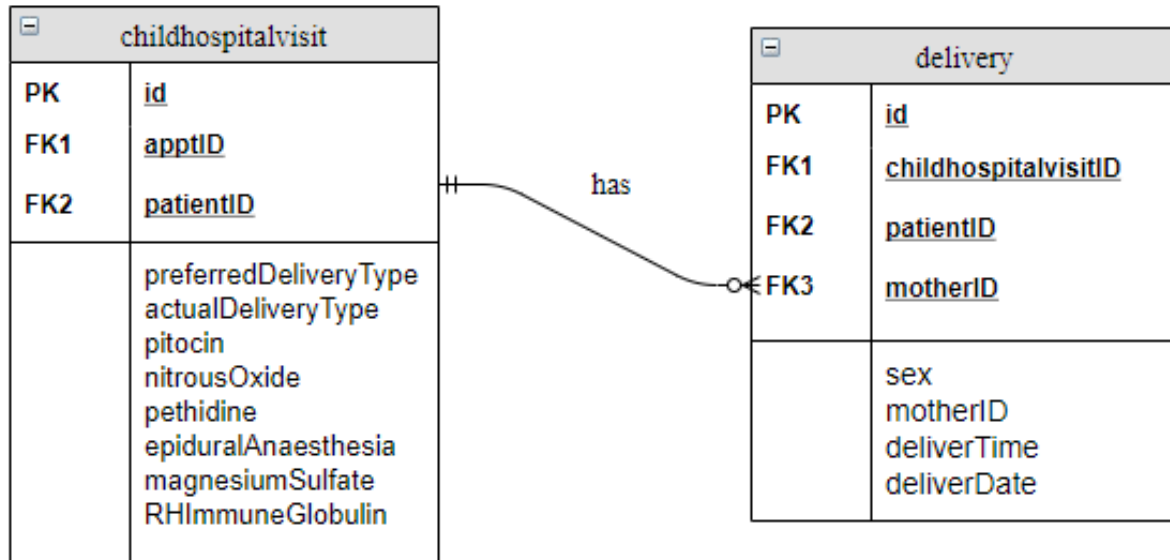 childhospitalvisit
PK id
FK1 apptID
FK2 patientID
preferredDeliveryType
actualDeliveryType
pitocin
nitrousOxide
pethidine
epiduralAnaesthesia
magnesiumSulfate
RHImmuneGlobulin
has
delivery
PK id
FK1 childhospitalvisitID
FK2 patientID
FK3 motherID
sex
motherID
deliverTime
deliverDate